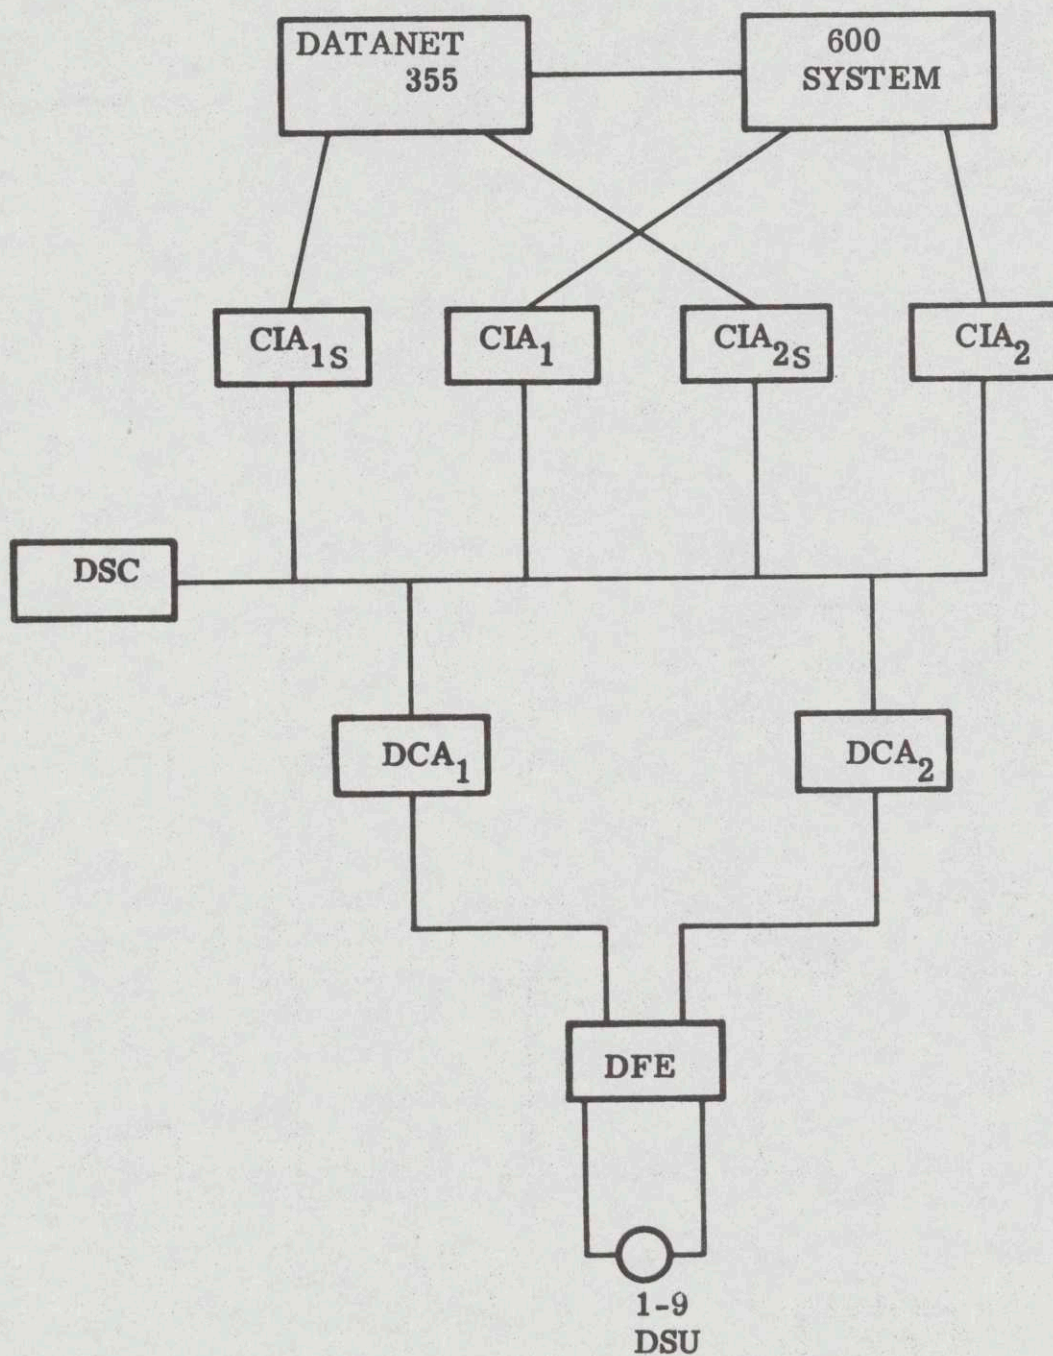 DATANET
355
600
SYSTEM
CIA1S
CIA1
CIA2S
CIA2
DSC
DCA1
DCA2
DFE
1-9
DSU